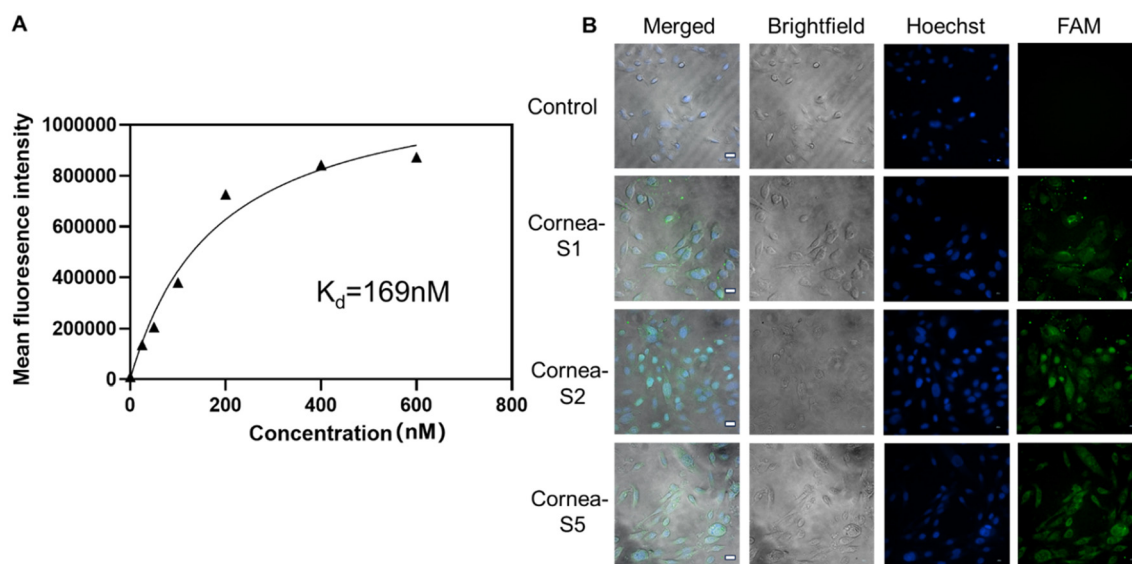 A
Mean fluoresence intensity
1000000
800000
600000
400000
200000
0
0 200 400 600 800
Concentration (nM)
Kd=169nM
B
Merged Brightfield Hoechst FAM
Control
Cornea-
S1
Cornea-
S2
Cornea-
S5